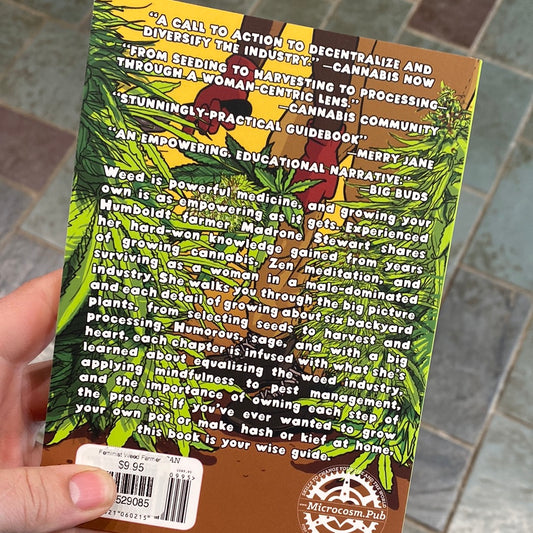 "A CALL TO ACTION TO DECENTRALIZE AND
DIVERSIFY THE INDUSTRY." —CANNABIS NOW
"FROM SEEDING TO HARVESTING TO PROCESSING
THROUGH A WOMAN-CENTRIC LENS."
—CANNABIS COMMUNITY
"STUNNINGLY-PRACTICAL GUIDEBOOK"
—MERRY JANE
"AN EMPOWERING, EDUCATIONAL NARRATIVE."
—BIG BUDS
Weed is powerful medicine, and growing your
own is as empowering as it gets. Experienced
Humboldt farmer Madrone Stewart shares
her hard-won knowledge gained from years
of growing cannabis, Zen meditation, and
surviving as a woman in a male-dominated
industry. She walks you through the big picture
and each detail of growing about six backyard
plants, from selecting seeds to harvest and
processing. Humorous, sage, and with a big
heart, each chapter is infused with what she's
learned about equalizing the weed industry,
applying mindfulness to pest management,
and the importance of owning each step of
the process. If you've ever wanted to grow
your own pot or make hash or kief at home,
this book is your wise guide.
Feminist Weed Farmer
$9.95
529085
Microcosm.Pub